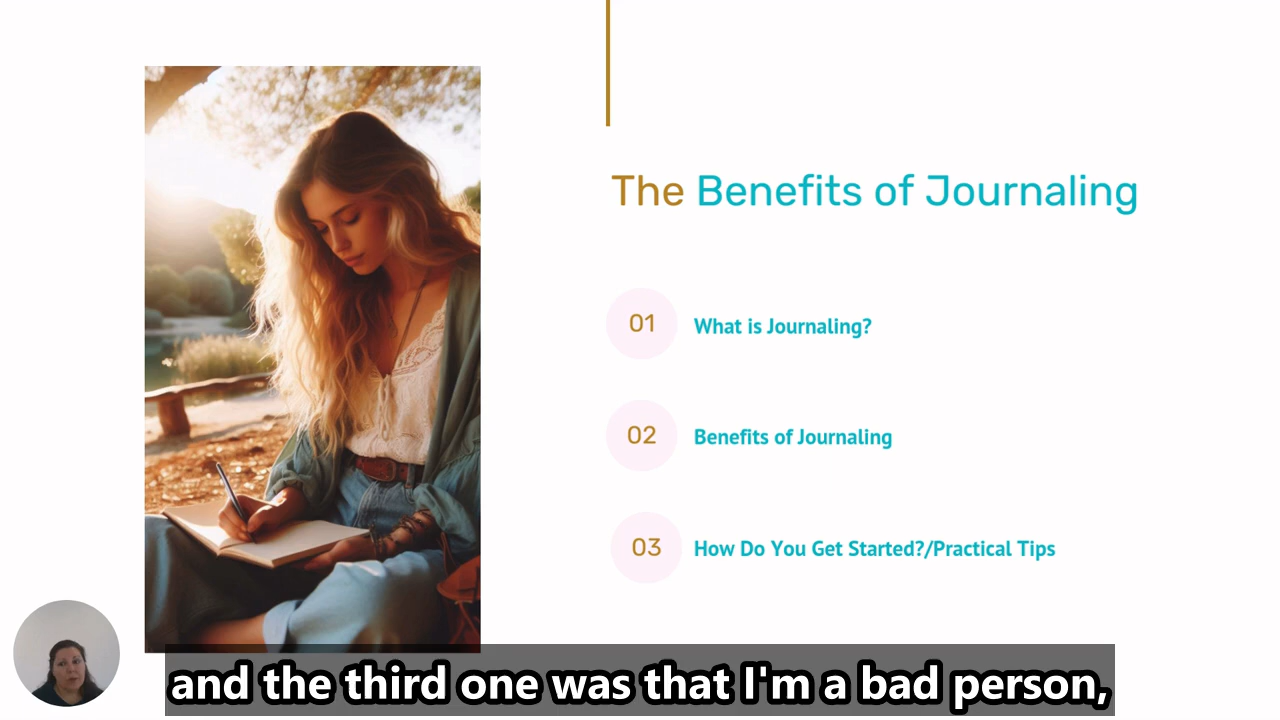 The Benefits of Journaling
01 What is Journaling?
02 Benefits of Journaling
03 How Do You Get Started?/Practical Tips
and the third one was that I'm a bad person,